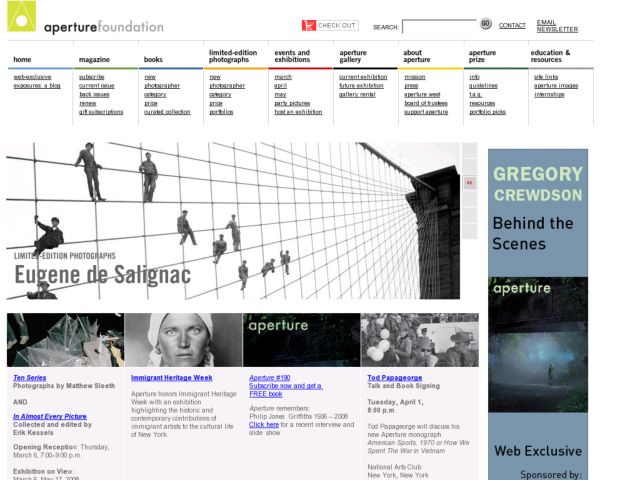 aperturefoundation
CHECK OUT
SEARCH:
GO
CONTACT
EMAIL
NEWSLETTER
home
web-exclusive
exposures: a blog
magazine
subscribe
current issue
back issues
renew
gift subscriptions
books
new
photographer
category
price
curated collection
limited-edition
photographs
new
photographer
category
price
portfolios
events and
exhibitions
march
april
may
party pictures
host an exhibition
aperture
gallery
current exhibition
future exhibition
gallery rental
about
aperture
mission
press
aperture west
board of trustees
support aperture
aperture
prize
info
guidelines
f.a.q.
resources
portfolio picks
education &
resources
site links
aperture images
internships
LIMITED-EDITION PHOTOGRAPHS
Eugene de Salignac
GREGORY
CREWDSON
Behind the
Scenes
aperture
Web Exclusive
Sponsored by:
Ten Series
Photographs by Matthew Sleeth
AND
In Almost Every Picture
Collected and edited by
Erik Kessels
Opening Reception: Thursday,
March 6, 7:00–9:00 p.m.
Exhibition on View:
March 6–May 17, 2008
Immigrant Heritage Week
Aperture honors Immigrant Heritage
Week with an exhibition
highlighting the historic and
contemporary contributions of
immigrant artists to the cultural life
of New York.
aperture
Aperture #190
Subscribe now and get a
FREE book
Aperture remembers:
Philip Jones Griffiths 1936 – 2008
Click here for a recent interview and
slide show
Tod Papageorge
Talk and Book Signing
Tuesday, April 1,
8:00 p.m.
Tod Papageorge will discuss his
new Aperture monograph
American Sports, 1970 or How We
Spent The War in Vietnam
National Arts Club
New York, New York